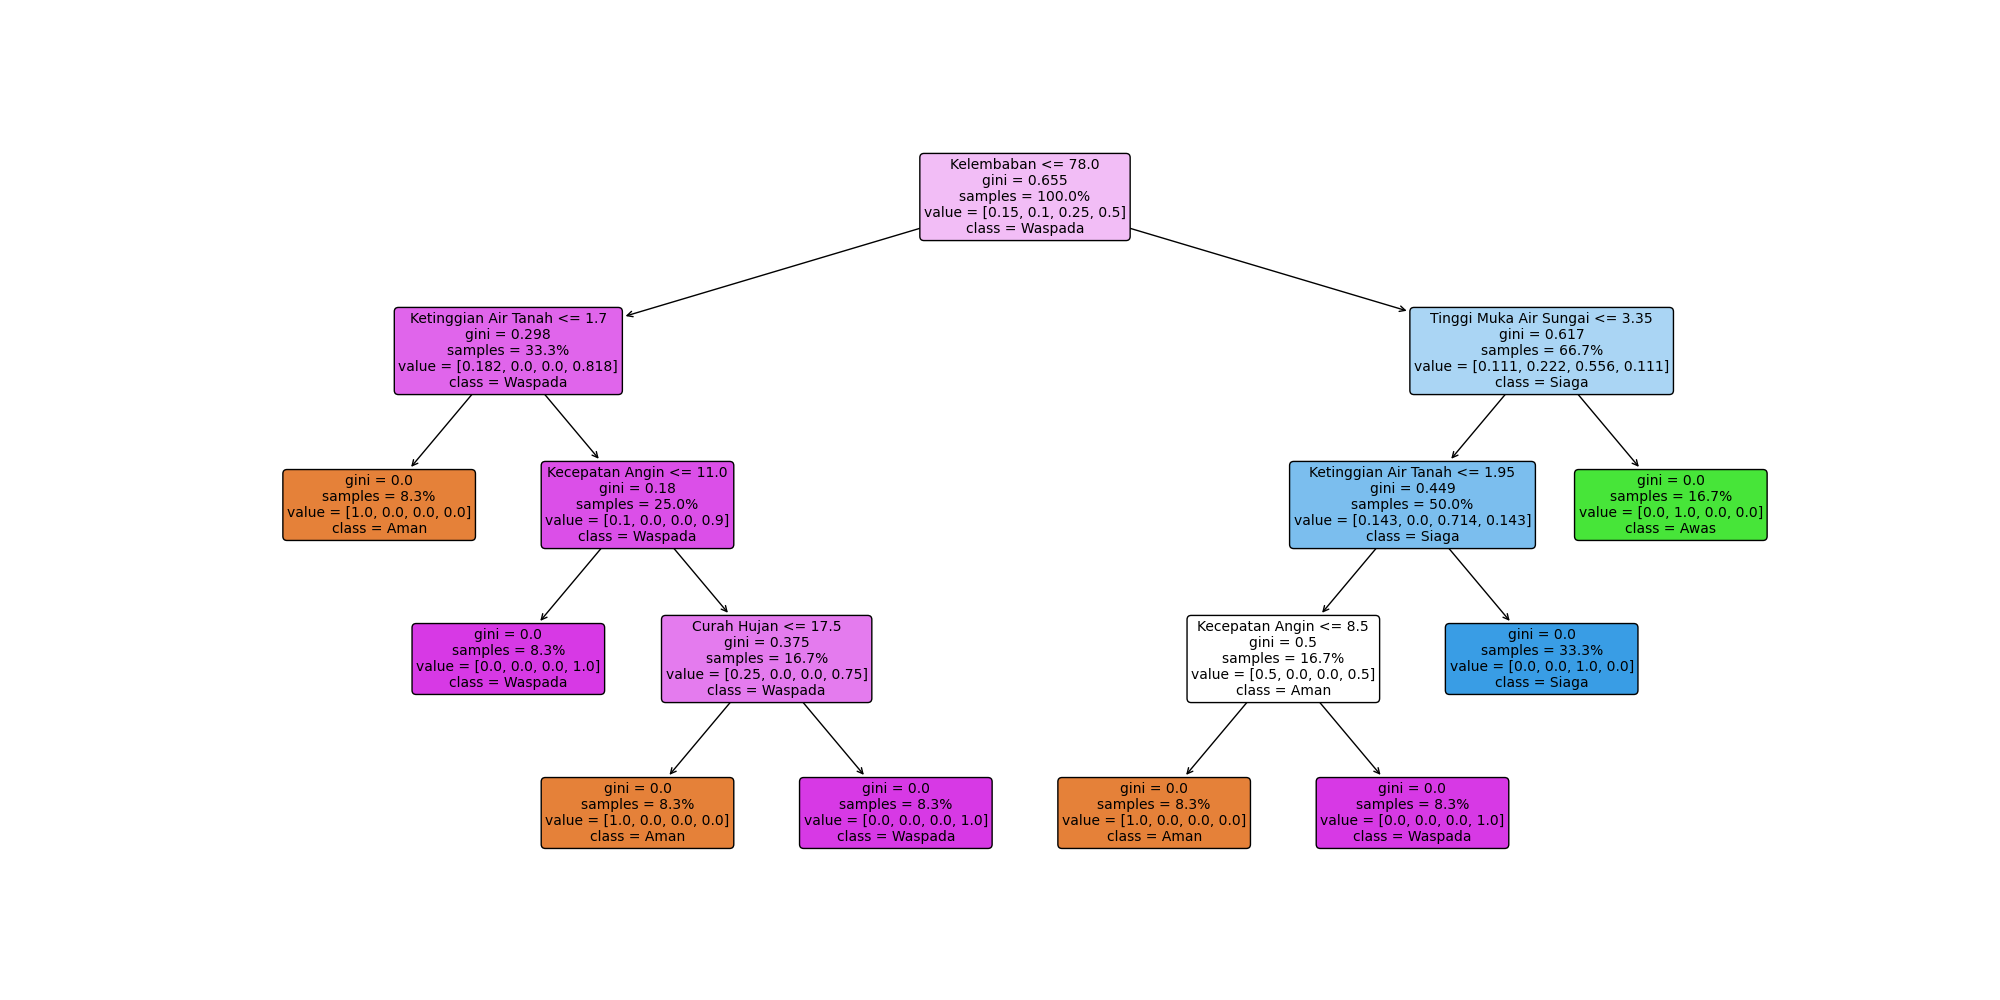 Kelembaban <= 78.0
gini = 0.655
samples = 100.0%
value = [0.15, 0.1, 0.25, 0.5]
class = Waspada
Ketinggian Air Tanah <= 1.7
gini = 0.298
samples = 33.3%
value = [0.182, 0.0, 0.0, 0.818]
class = Waspada
Tinggi Muka Air Sungai <= 3.35
gini = 0.617
samples = 66.7%
value = [0.111, 0.222, 0.556, 0.111]
class = Siaga
gini = 0.0
samples = 8.3%
value = [1.0, 0.0, 0.0, 0.0]
class = Aman
Kecepatan Angin <= 11.0
gini = 0.18
samples = 25.0%
value = [0.1, 0.0, 0.0, 0.9]
class = Waspada
Ketinggian Air Tanah <= 1.95
gini = 0.449
samples = 50.0%
value = [0.143, 0.0, 0.714, 0.143]
class = Siaga
gini = 0.0
samples = 16.7%
value = [0.0, 1.0, 0.0, 0.0]
class = Awas
gini = 0.0
samples = 8.3%
value = [0.0, 0.0, 0.0, 1.0]
class = Waspada
Curah Hujan <= 17.5
gini = 0.375
samples = 16.7%
value = [0.25, 0.0, 0.0, 0.75]
class = Waspada
Kecepatan Angin <= 8.5
gini = 0.5
samples = 16.7%
value = [0.5, 0.0, 0.0, 0.5]
class = Aman
gini = 0.0
samples = 33.3%
value = [0.0, 0.0, 1.0, 0.0]
class = Siaga
gini = 0.0
samples = 8.3%
value = [1.0, 0.0, 0.0, 0.0]
class = Aman
gini = 0.0
samples = 8.3%
value = [0.0, 0.0, 0.0, 1.0]
class = Waspada
gini = 0.0
samples = 8.3%
value = [1.0, 0.0, 0.0, 0.0]
class = Aman
gini = 0.0
samples = 8.3%
value = [0.0, 0.0, 0.0, 1.0]
class = Waspada